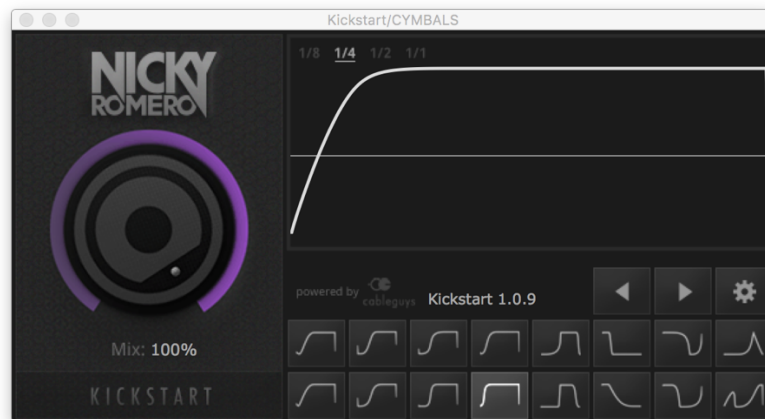 Kickstart/CYMBALS
NICKY
ROMERO
1/8 1/4 1/2 1/1
powered by
cableguys
Kickstart 1.0.9
Mix: 100%
KICKSTART